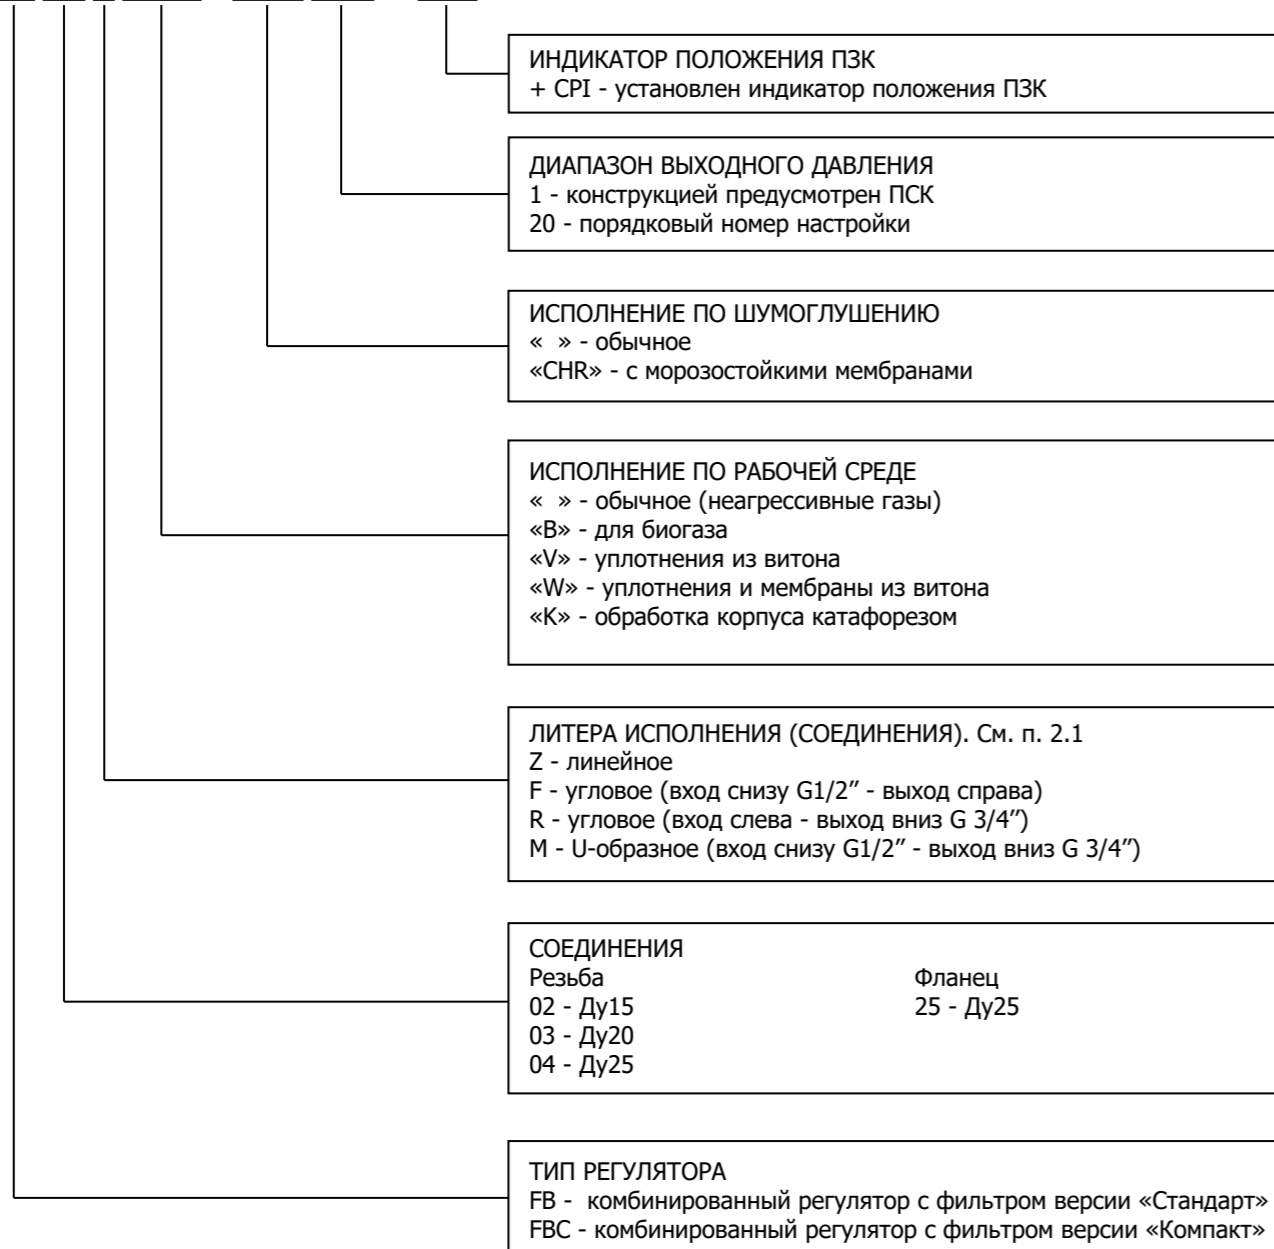 ИНДИКАТОР ПОЛОЖЕНИЯ ПЗК
+ CPI - установлен индикатор положения ПЗК
ДИАПАЗОН ВЫХОДНОГО ДАВЛЕНИЯ
1 - конструкцией предусмотрен ПСК
20 - порядковый номер настройки
ИСПОЛНЕНИЕ ПО ШУМОГЛУШЕНИЮ
«  » - обычное
«CHR» - с морозостойкими мембранами
ИСПОЛНЕНИЕ ПО РАБОЧЕЙ СРЕДЕ
«  » - обычное (неагрессивные газы)
«B» - для биогаза
«V» - уплотнения из витона
«W» - уплотнения и мембраны из витона
«K» - обработка корпуса катафорезом
ЛИТЕРА ИСПОЛНЕНИЯ (СОЕДИНЕНИЯ). См. п. 2.1
Z - линейное
F - угловое (вход снизу G1/2″ - выход справа)
R - угловое (вход слева - выход вниз G 3/4″)
M - U-образное (вход снизу G1/2″ - выход вниз G 3/4″)
СОЕДИНЕНИЯ
Резьба Фланец
02 - Ду15 25 - Ду25
03 - Ду20
04 - Ду25
ТИП РЕГУЛЯТОРА
FB - комбинированный регулятор с фильтром версии «Стандарт»
FBC - комбинированный регулятор с фильтром версии «Компакт»